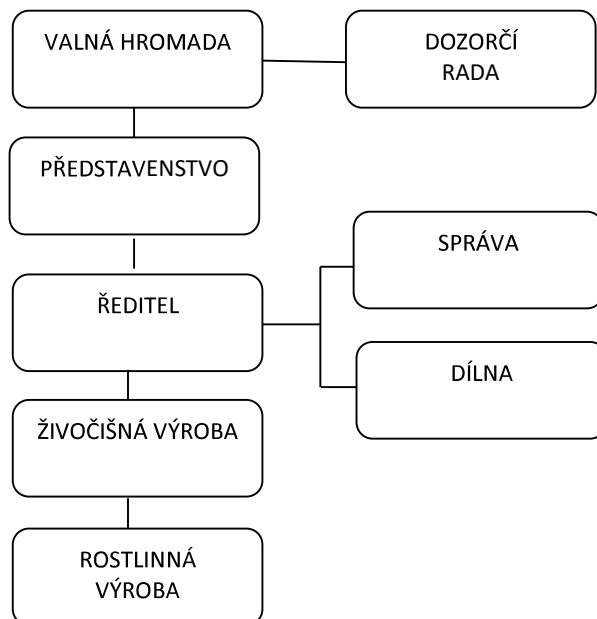 VALNÁ HROMADA
DOZORČÍ
RADA
PŘEDSTAVENSTVO
SPRÁVA
ŘEDITEL
DÍLNA
ŽIVOČIŠNÁ VÝROBA
ROSTLINNÁ
VÝROBA